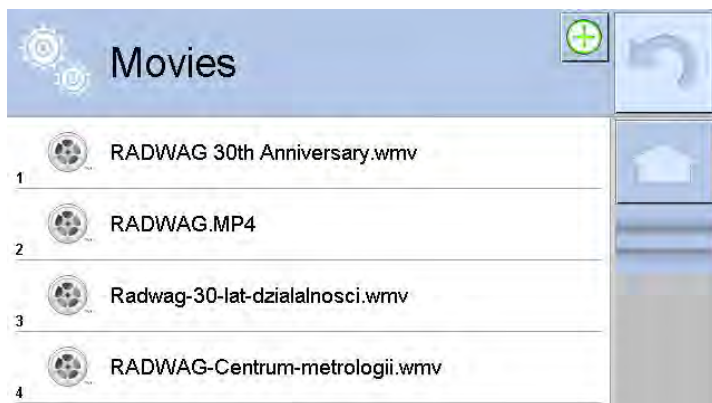 Movies
RADWAG 30th Anniversary.wmv
1
RADWAG.MP4
2
Radwag-30-lat-dzialalnosci.wmv
3
RADWAG-Centrum-metrologii.wmv
4